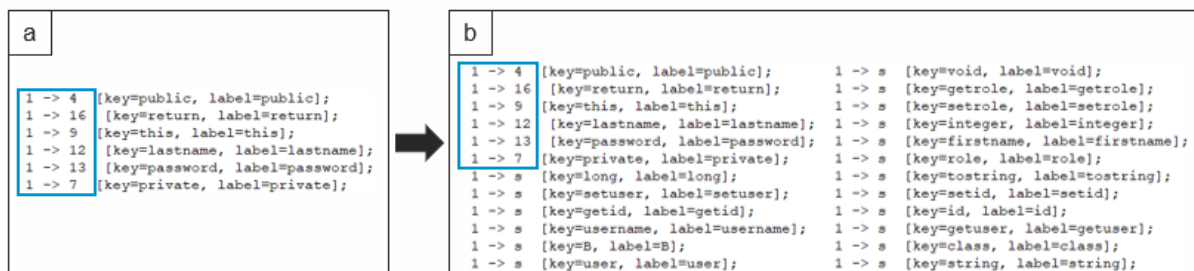 a
1 -> 4 [key=public, label=public];
1 -> 16 [key=return, label=return];
1 -> 9 [key=this, label=this];
1 -> 12 [key=lastname, label=lastname];
1 -> 13 [key=password, label=password];
1 -> 7 [key=private, label=private];
b
1 -> 4 [key=public, label=public];
1 -> 16 [key=return, label=return];
1 -> 9 [key=this, label=this];
1 -> 12 [key=lastname, label=lastname];
1 -> 13 [key=password, label=password];
1 -> 7 [key=private, label=private];
1 -> s [key=long, label=long];
1 -> s [key=setuser, label=setuser];
1 -> s [key=getid, label=getid];
1 -> s [key=username, label=username];
1 -> s [key=B, label=B];
1 -> s [key=user, label=user];
1 -> s [key=void, label=void];
1 -> s [key=getrole, label=getrole];
1 -> s [key=setrole, label=setrole];
1 -> s [key=integer, label=integer];
1 -> s [key=firstname, label=firstname];
1 -> s [key=role, label=role];
1 -> s [key=tostring, label=tostring];
1 -> s [key=setid, label=setid];
1 -> s [key=id, label=id];
1 -> s [key=getuser, label=getuser];
1 -> s [key=class, label=class];
1 -> s [key=string, label=string];